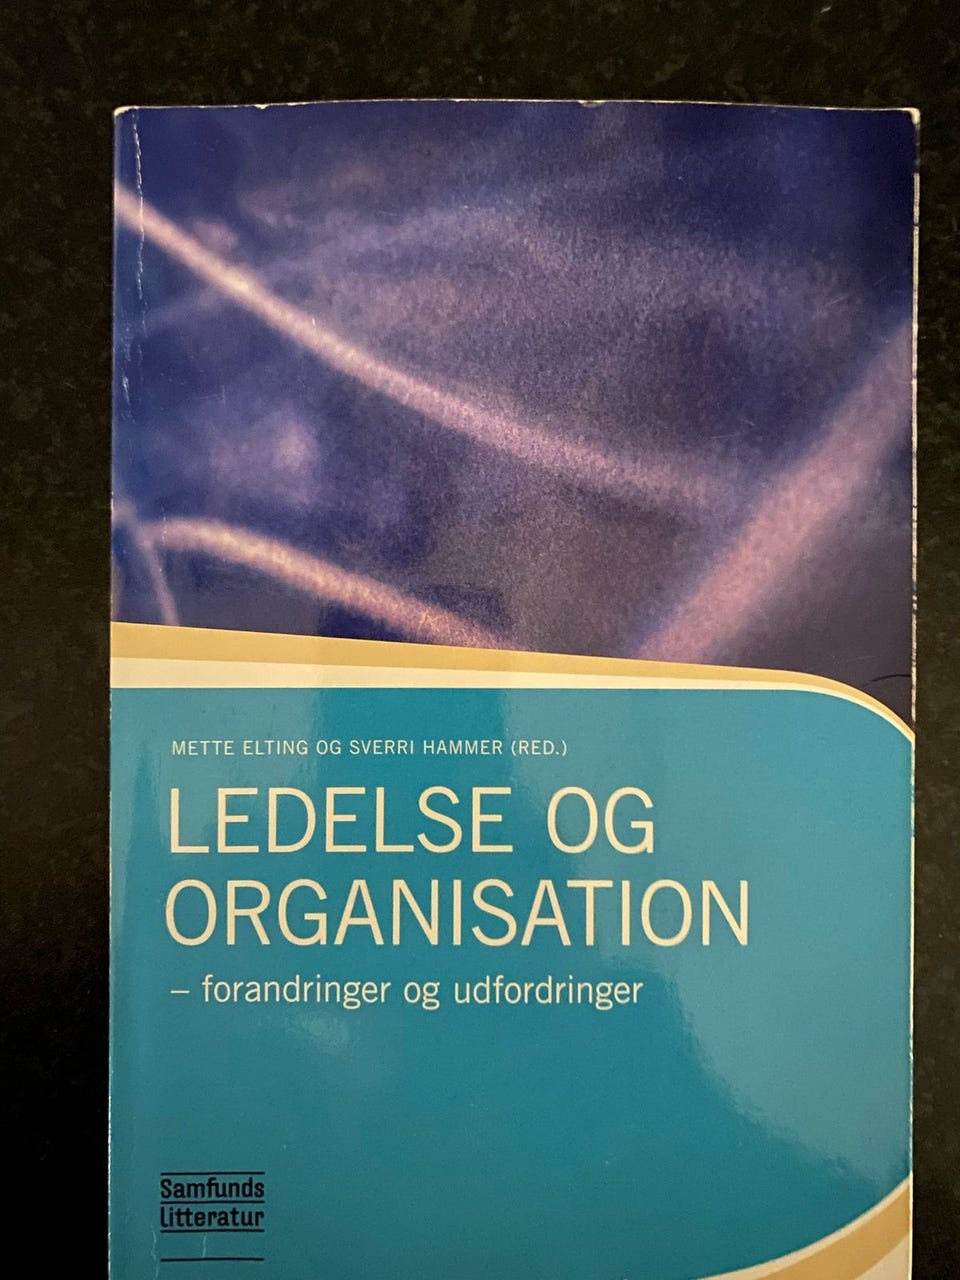 METTE ELTING OG SVERRI HAMMER (RED.)
LEDELSE OG
ORGANISATION
– forandringer og udfordringer
Samfunds
litteratur